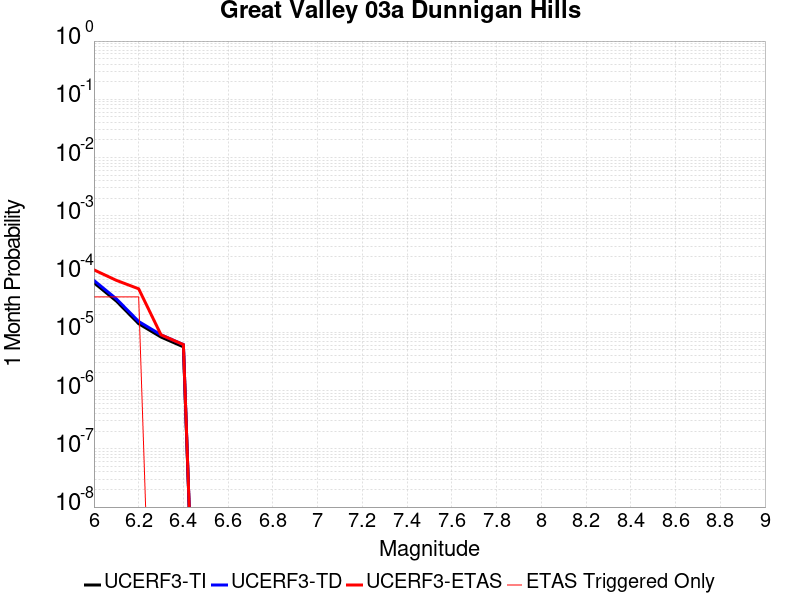 Great Valley 03a Dunnigan Hills
10^0
10^-1
10^-2
10^-3
10^-4
10^-5
10^-6
10^-7
10^-8
1 Month Probability
6 6.2 6.4 6.6 6.8 7 7.2 7.4 7.6 7.8 8 8.2 8.4 8.6 8.8 9
Magnitude
UCERF3-TI UCERF3-TD UCERF3-ETAS ETAS Triggered Only